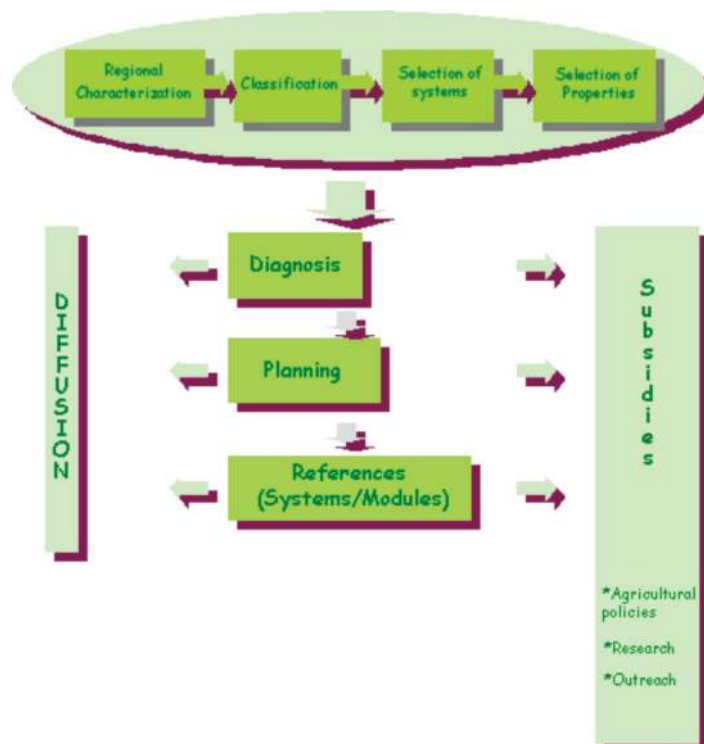 Regional
Characterization
Classification
Selection of
systems
Selection of
Properties
Diagnosis
Planning
References
(Systems/Modules)
DIFFUSION
Subsidies
*Agricultural
policies
*Research
*Outreach